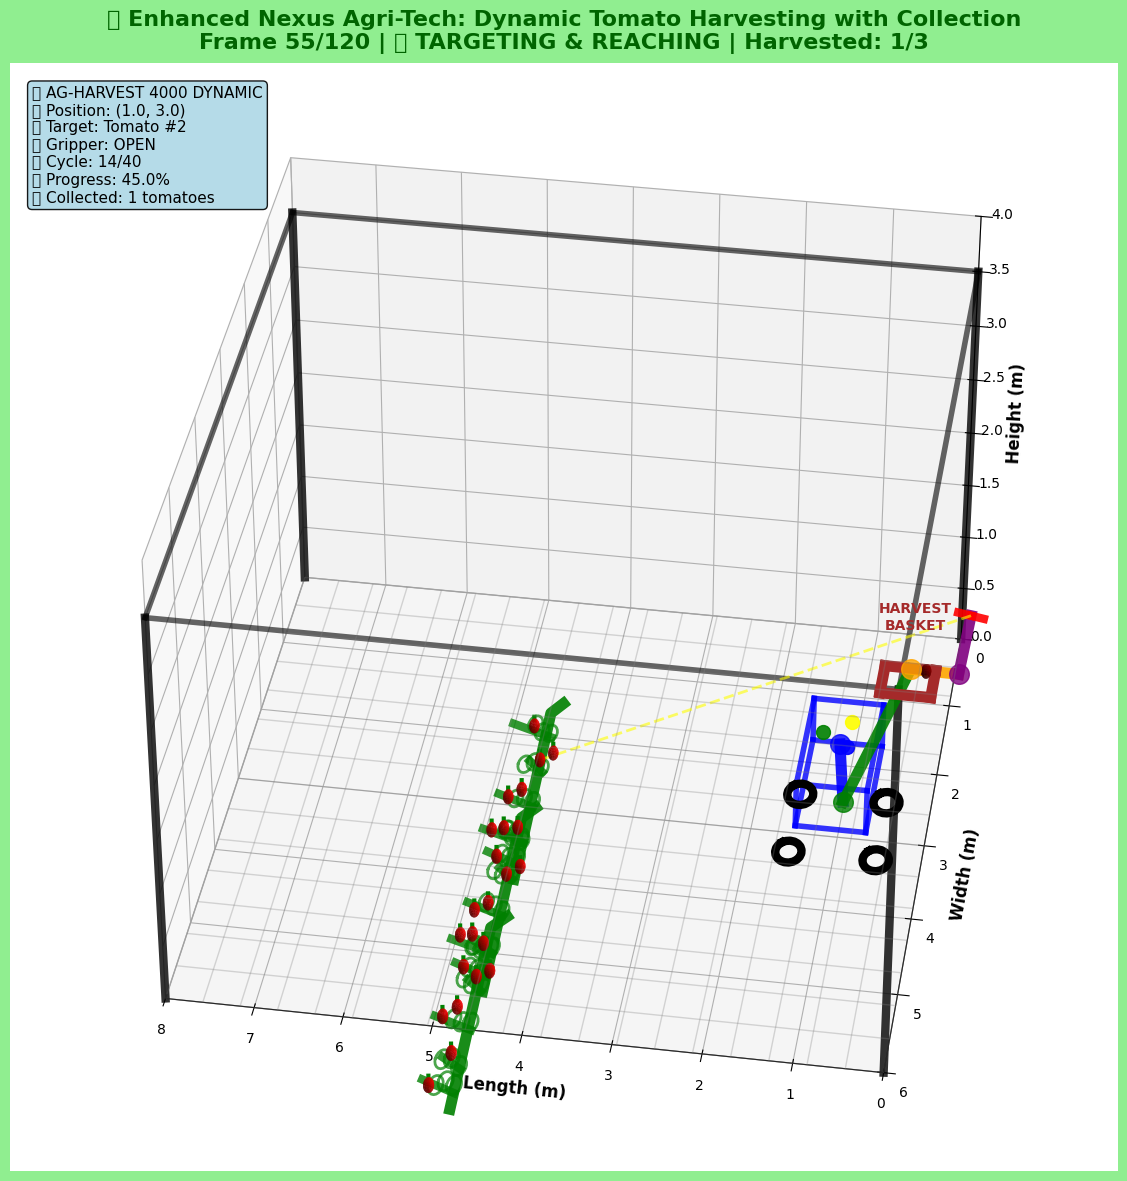 Enhanced Nexus Agri-Tech: Dynamic Tomato Harvesting with Collection
Frame 55/120 | TARGETING & REACHING | Harvested: 1/3
AG-HARVEST 4000 DYNAMIC
Position: (1.0, 3.0)
Target: Tomato #2
Gripper: OPEN
Cycle: 14/40
Progress: 45.0%
Collected: 1 tomatoes
4.0
3.5
3.0
2.5
2.0
1.5
1.0
0.5
0.0
Height (m)
HARVEST
BASKET
0
1
2
3
4
5
6
Width (m)
8
7
6
5
4
3
2
1
0
Length (m)